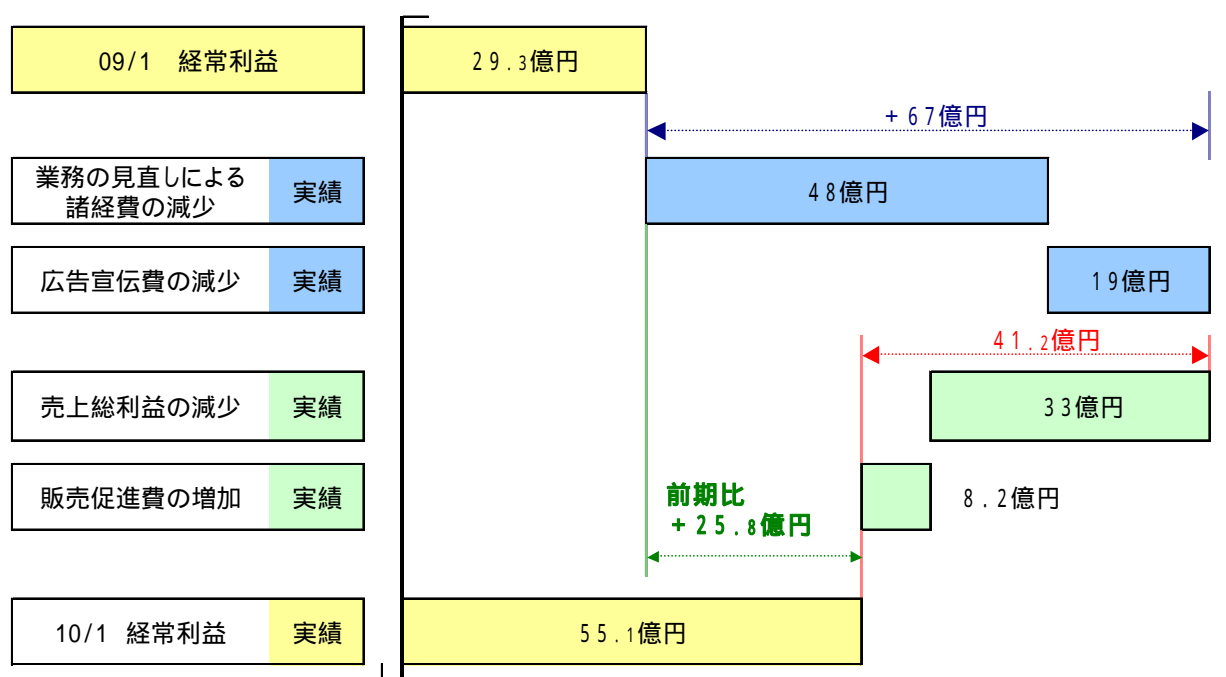 09/1 経常利益
29.3億円
+67億円
業務の見直しによる
諸経費の減少
実績
48億円
広告宣伝費の減少
実績
19億円
41.2億円
売上総利益の減少
実績
33億円
販売促進費の増加
実績
前期比
+25.8億円
8.2億円
10/1 経常利益
実績
55.1億円